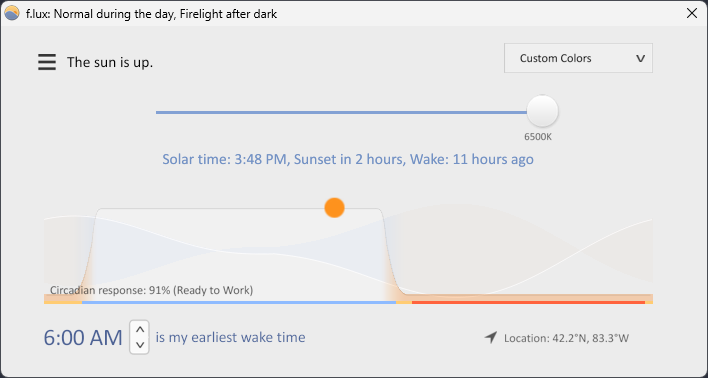 f.lux: Normal during the day, Firelight after dark
The sun is up.
Custom Colors
6500K
Solar time: 3:48 PM, Sunset in 2 hours, Wake: 11 hours ago
Circadian response: 91% (Ready to Work)
6:00 AM is my earliest wake time
Location: 42.2°N, 83.3°W